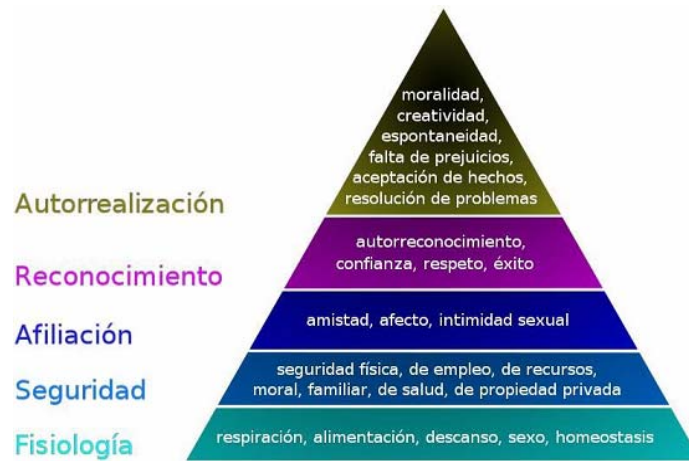 moralidad,
creatividad,
espontaneidad,
falta de prejuicios,
aceptación de hechos,
resolución de problemas
Autorrealización
autorreconocimiento,
confianza, respeto, éxito
Reconocimiento
amistad, afecto, intimidad sexual
Afiliación
seguridad física, de empleo, de recursos,
moral, familiar, de salud, de propiedad privada
Seguridad
respiración, alimentación, descanso, sexo, homeostasis
Fisiología